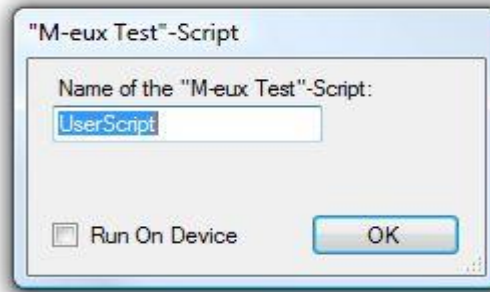 "M-eux Test"-Script
Name of the "M-eux Test"-Script:
UserScript
Run On Device
OK